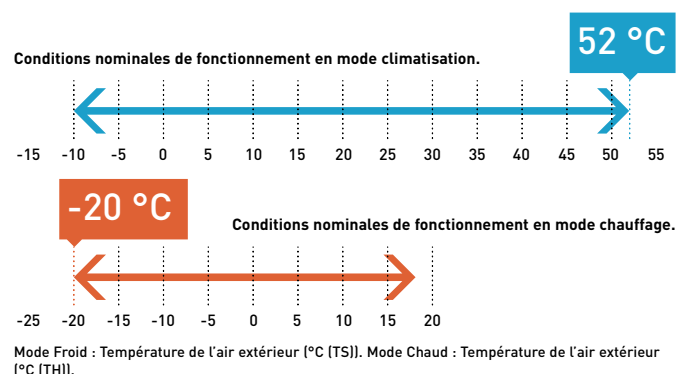 52 °C
Conditions nominales de fonctionnement en mode climatisation.
-15 -10 -5 0 5 10 15 20 25 30 35 40 45 50 55
-20 °C
Conditions nominales de fonctionnement en mode chauffage.
-25 -20 -15 -10 -5 0 5 10 15 20
Mode Froid : Température de l'air extérieur (°C (TS)). Mode Chaud : Température de l'air extérieur
(°C (TH)).